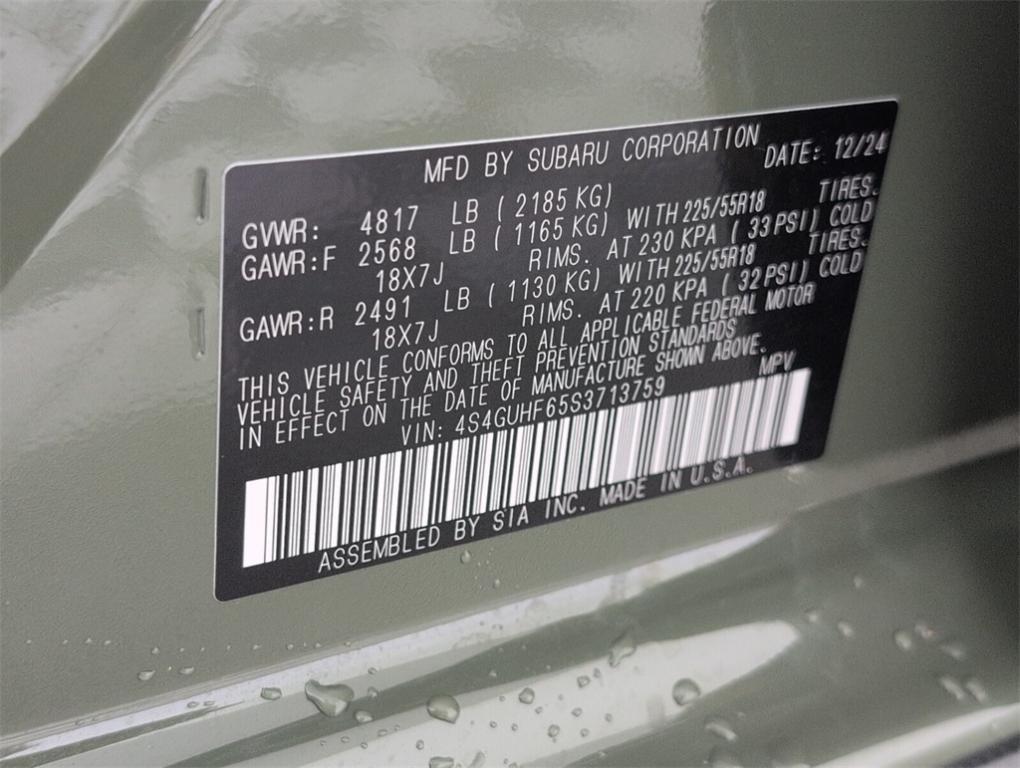 MFD BY SUBARU CORPORATION DATE: 12/24
GVWR: 4817 LB (2185 KG)
GAWR:F 2568 LB (1165 KG) WITH 225/55R18 TIRES.
18X7J RIMS. AT 230 KPA (33 PSI) COLD
GAWR:R 2491 LB (1130 KG) WITH 225/55R18 TIRES.
18X7J RIMS. AT 220 KPA (32 PSI) COLD
THIS VEHICLE CONFORMS TO ALL APPLICABLE FEDERAL MOTOR
VEHICLE SAFETY AND THEFT PREVENTION STANDARDS
IN EFFECT ON THE DATE OF MANUFACTURE SHOWN ABOVE.
VIN: 4S4GUHF65S3713759 MPV
ASSEMBLED BY SIA INC. MADE IN U.S.A.